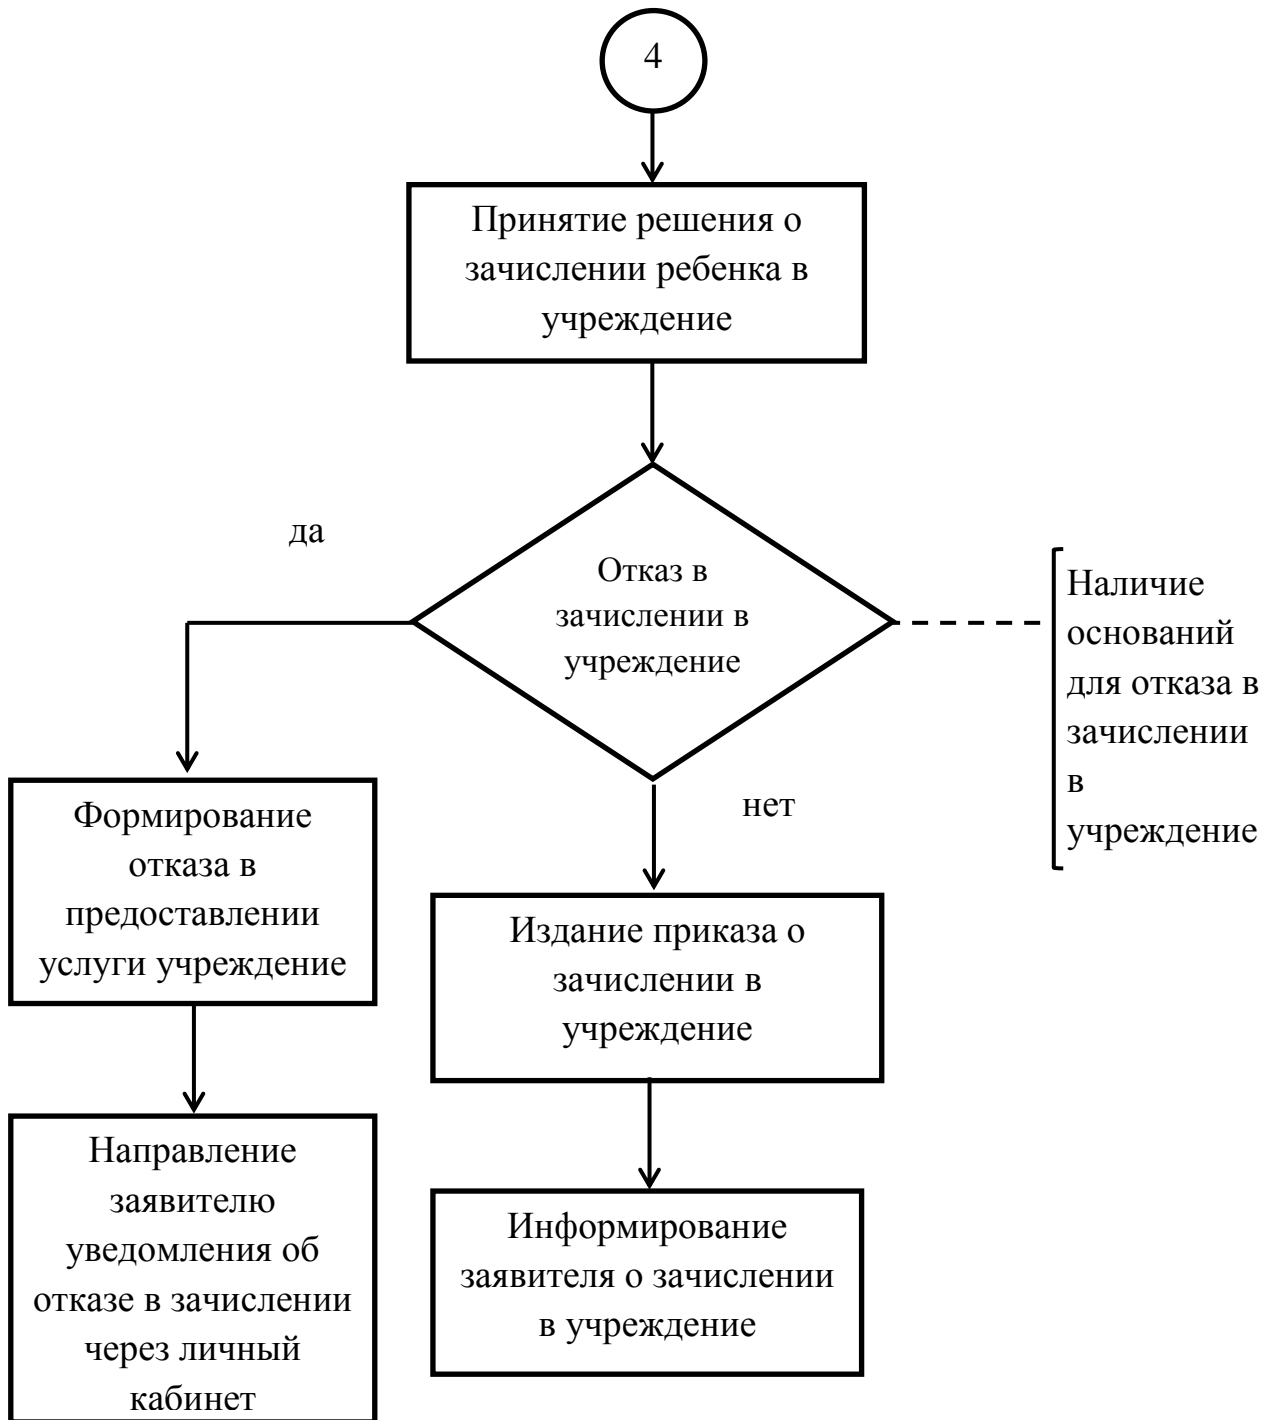 4
Принятие решения о
зачислении ребенка в
учреждение
да
Отказ в
зачислении в
учреждение
Наличие
оснований
для отказа в
зачислении
в
учреждение
нет
Формирование
отказа в
предоставлении
услуги учреждение
Издание приказа о
зачислении в
учреждение
Направление
заявителю
уведомления об
отказе в зачислении
через личный
кабинет
Информирование
заявителя о зачислении
в учреждение